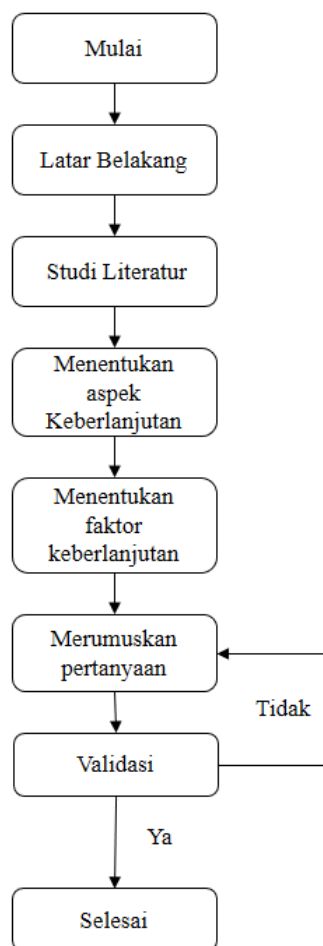 Mulai
Latar Belakang
Studi Literatur
Menentukan
aspek
Keberlanjutan
Menentukan
faktor
keberlanjutan
Merumuskan
pertanyaan
Tidak
Validasi
Ya
Selesai